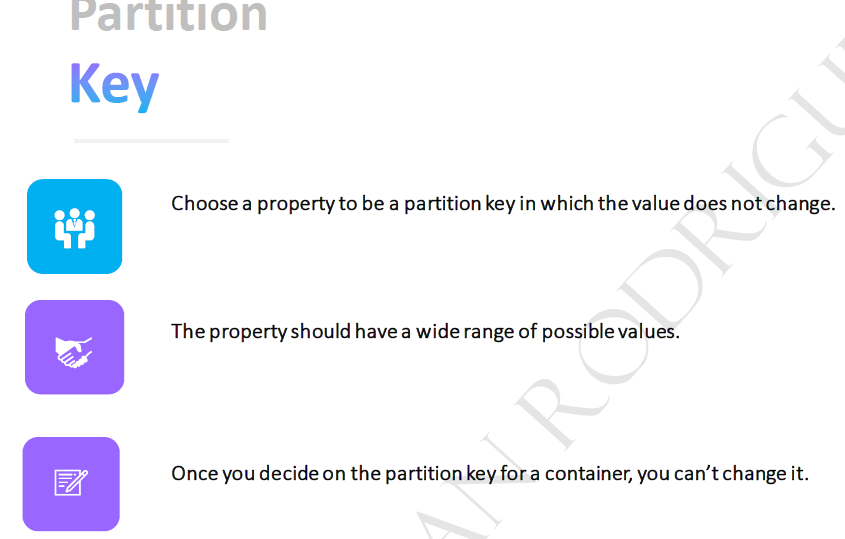 Partition
Key
Choose a property to be a partition key in which the value does not change.
The property should have a wide range of possible values.
Once you decide on the partition key for a container, you can’t change it.
AN RODRIGU